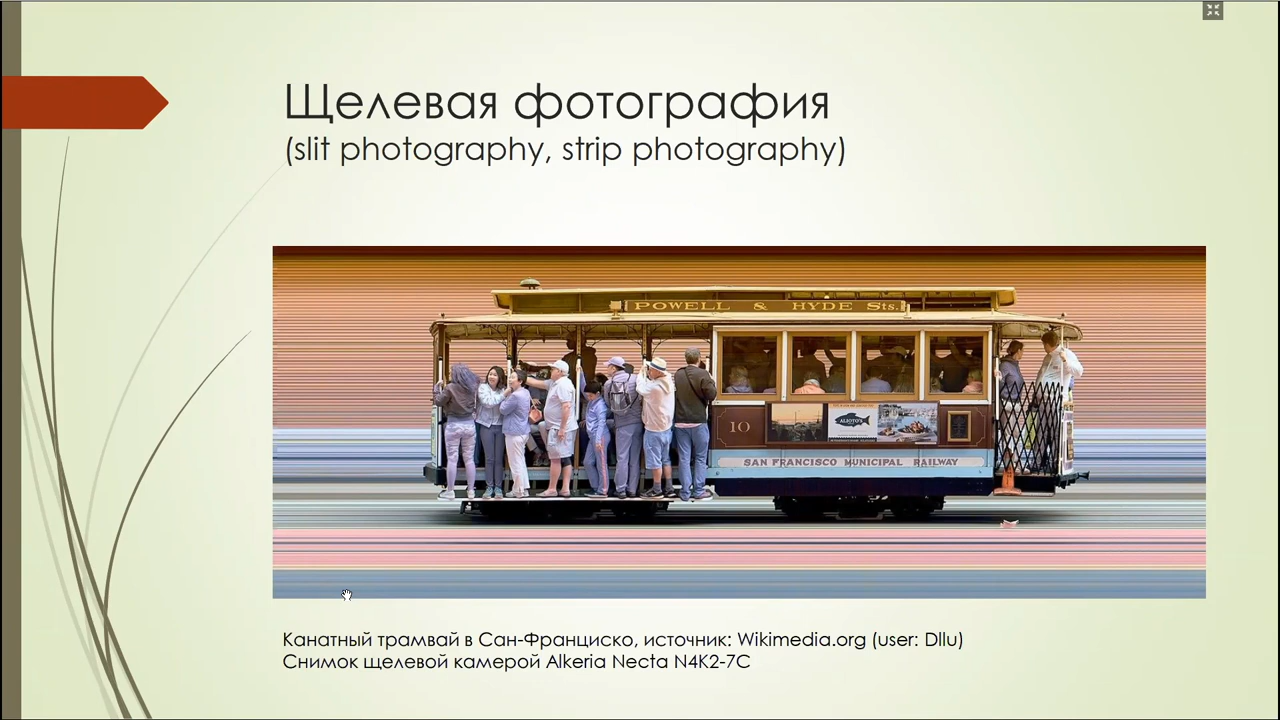 Щелевая фотография
(slit photography, strip photography)
POWELL & HYDE Sts.
10
ALIOTO'S
SAN FRANCISCO MUNICIPAL RAILWAY
Канатный трамвай в Сан-Франциско, источник: Wikimedia.org (user: Dllu)
Снимок щелевой камерой Alkeria Necta N4K2-7C